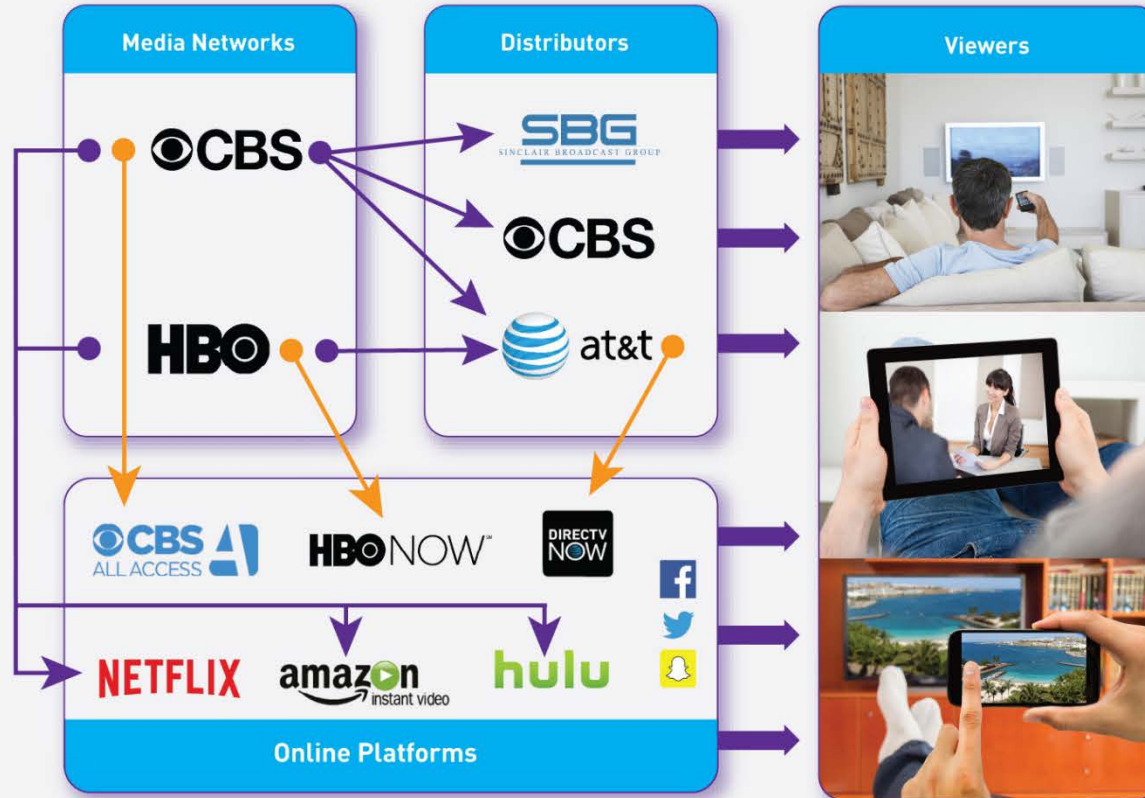 Media Networks
Distributors
Viewers
CBS
SBG
SINCLAIR BROADCAST GROUP
CBS
HBO
at&t
CBS
ALL ACCESS
A
HBO NOW℠
DIRECTV
NOW
f
NETFLIX
amazon
instant video
hulu
Online Platforms